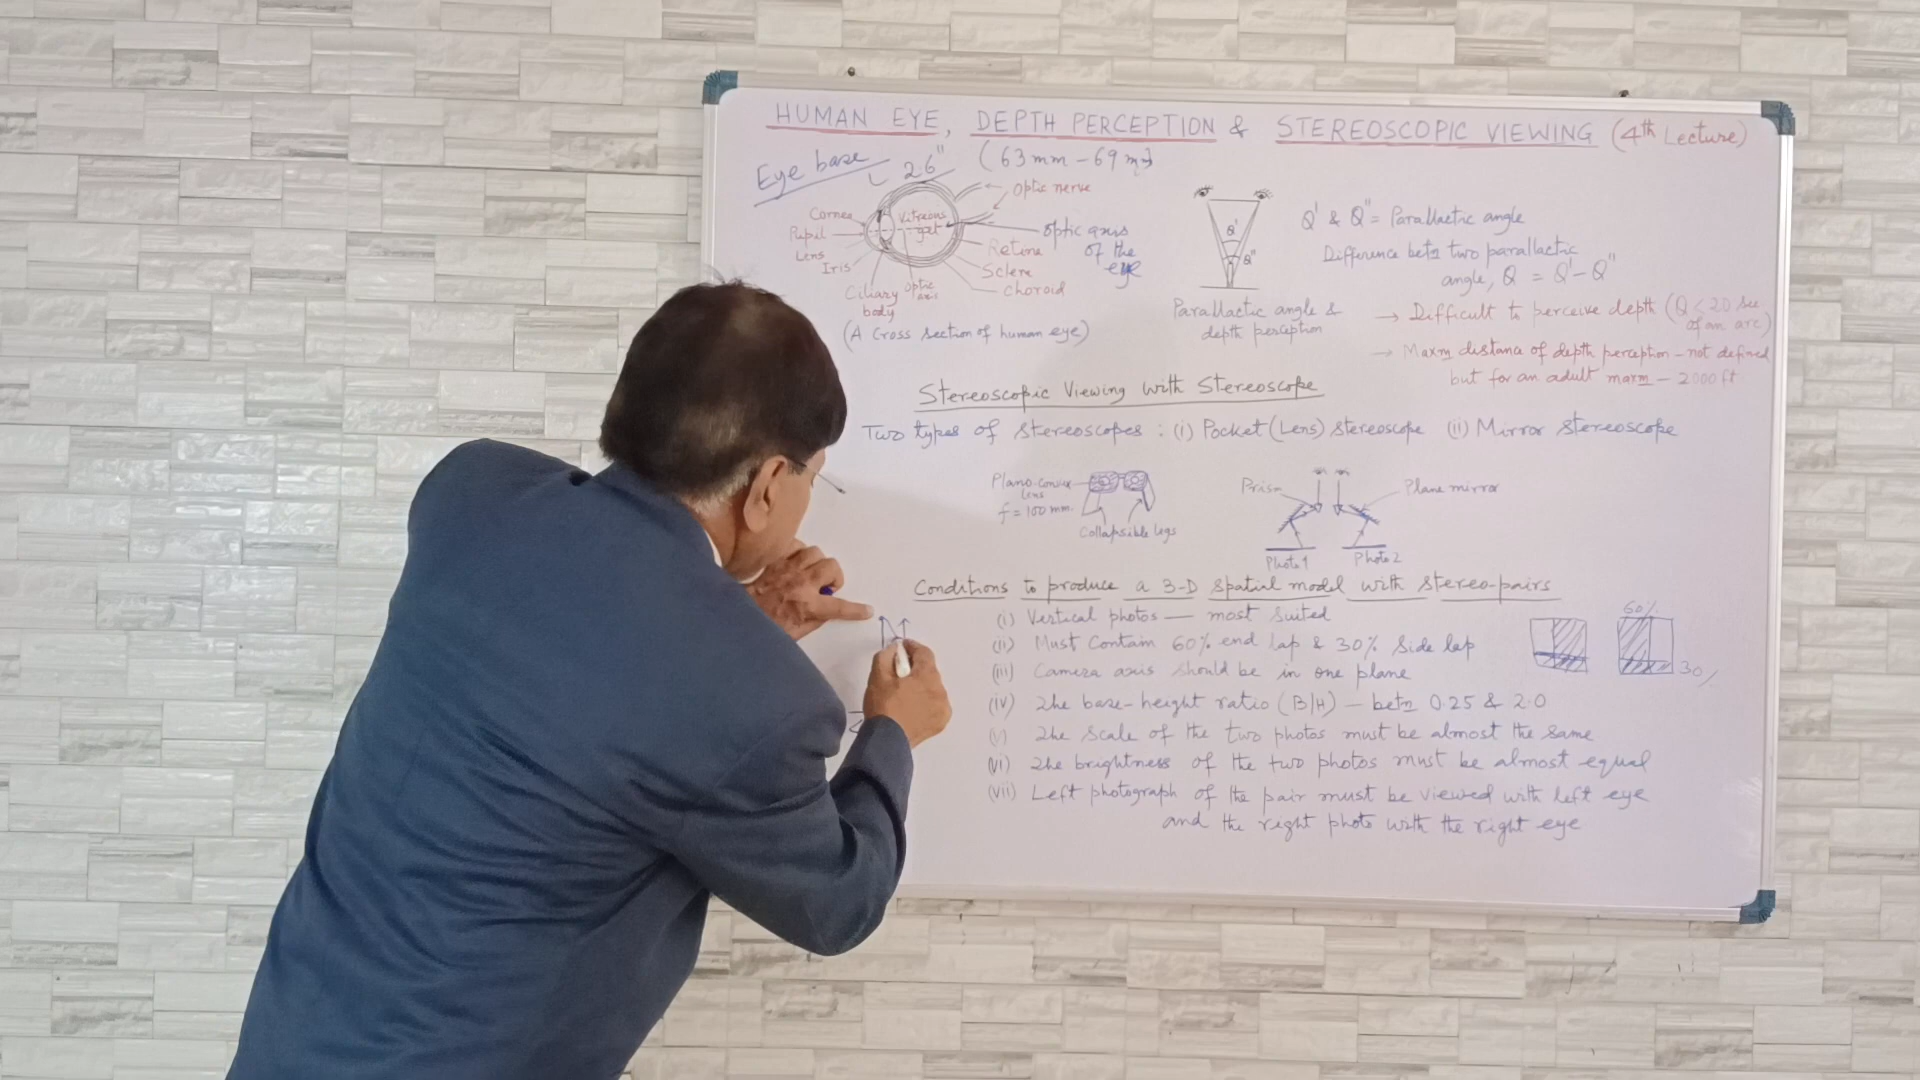 HUMAN EYE, DEPTH PERCEPTION & STEREOSCOPIC VIEWING (4th Lecture)
Eye base - 2.6" (63mm-69mm)
Optic nerve
Cornea
Pupil
Lens
Iris
Vitreous
gel
optic axis
of the
eye
Retina
Sclera
Choroid
Ciliary
body
optic
axis
(A Cross section of human eye)
Q'
Q"
Parallactic angle &
depth perception
Q' & Q" = Parallactic angle
Difference betn two parallactic
angle, Q = Q'-Q"
→ Difficult to perceive depth (Q < 20 sec
of an arc)
→ Maxm distance of depth perception - not defined
but for an adult maxm - 2000 ft
Stereoscopic Viewing with Stereoscope
Two types of stereoscopes : (i) Pocket (Lens) stereoscope (ii) Mirror stereoscope
Plano-convex
Lens
f = 100 mm.
Collapsible legs
Prism
Plane mirror
Photo 1
Photo 2
Conditions to produce a 3-D spatial model with stereo-pairs
(i) Vertical photos — most suited
(ii) Must contain 60% end lap & 30% side lap
(iii) Camera axis should be in one plane
(iv) The base-height ratio (B/H) - betn 0.25 & 2.0
(v) The scale of the two photos must be almost the same
(vi) The brightness of the two photos must be almost equal
(vii) Left photograph of the pair must be viewed with left eye
and the right photo with the right eye
60%
30%